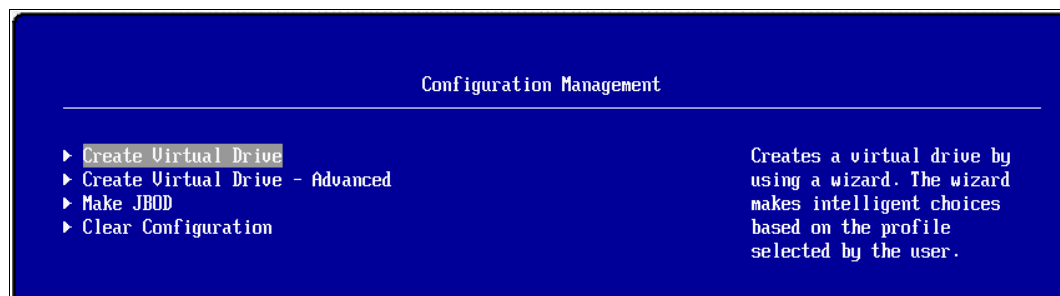 Configuration Management
▶ Create Virtual Drive
▶ Create Virtual Drive - Advanced
▶ Make JBOD
▶ Clear Configuration
Creates a virtual drive by
using a wizard. The wizard
makes intelligent choices
based on the profile
selected by the user.